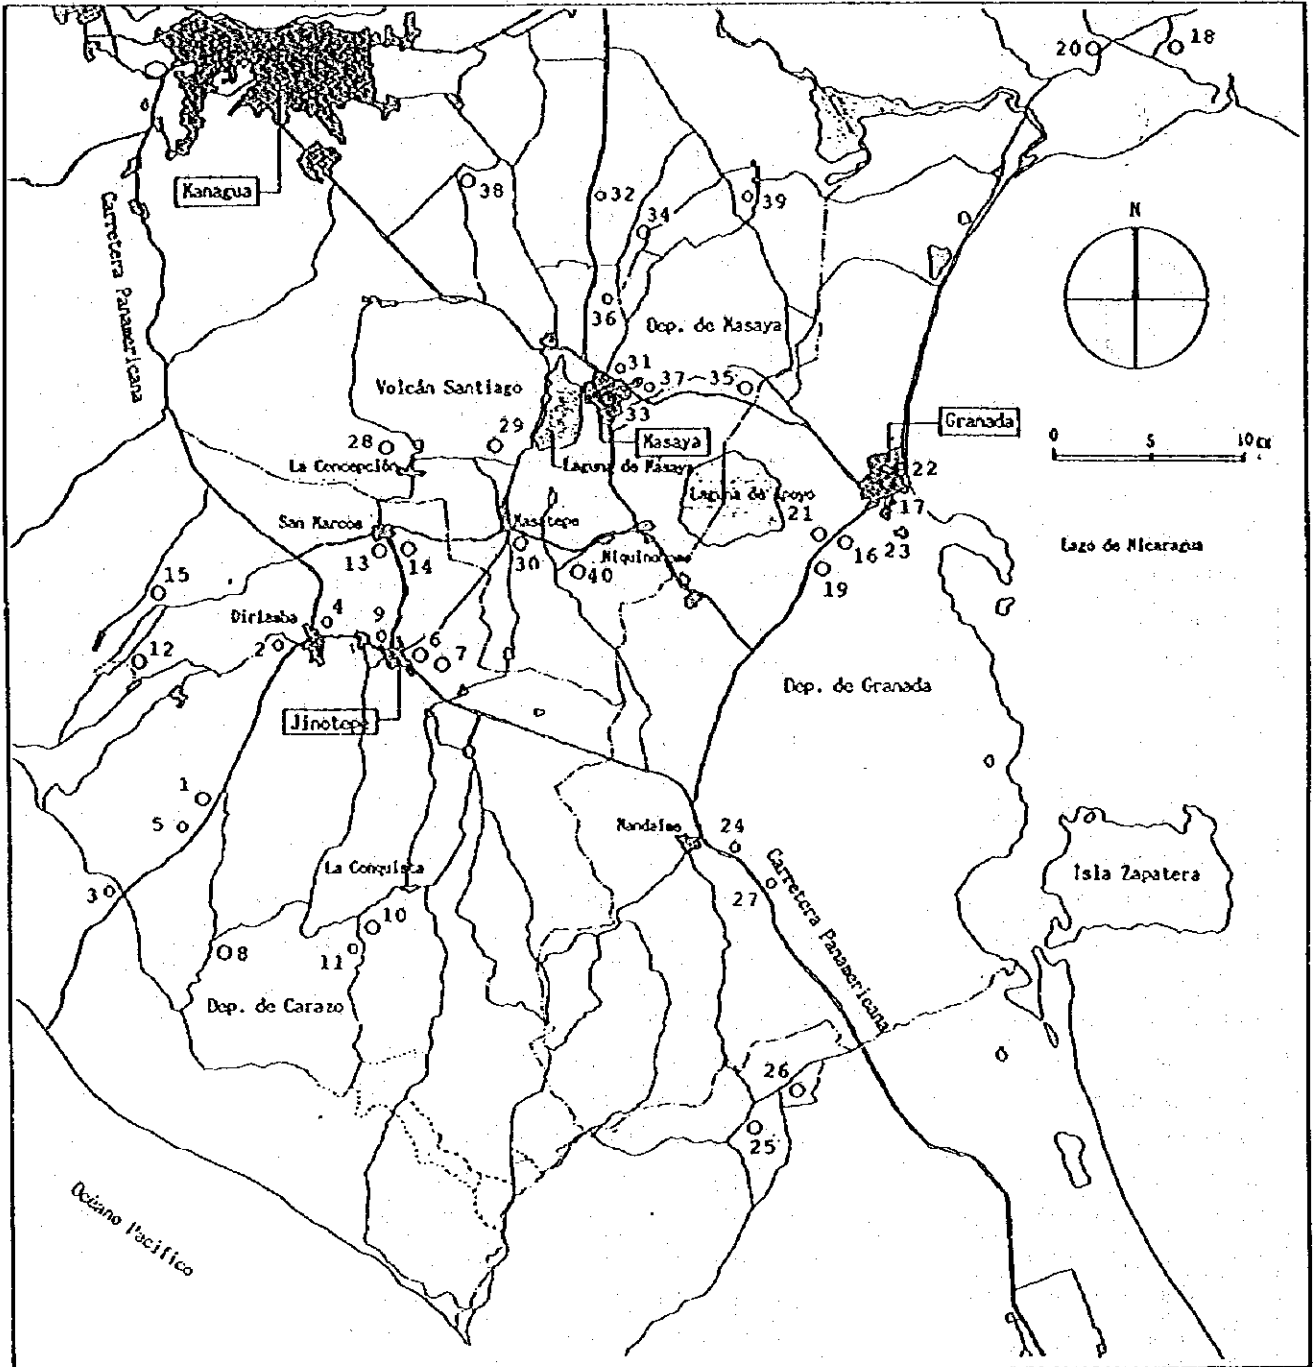 20
18
Managua
38
32
39
34
N
Carretera Panamericana
36
Dep. de Masaya
31
Volcán Santiago
37
35
33
Granada
0 5 10
28
29
Masaya
La Concepción
Laguna de Masaya
22
Laguna de Apoyo
17
San Marcos
Masatepe
21
Lago de Nicaragua
13
14
30
16
23
40
19
15
Diriamba
4
9
2
12
6
7
Dep. de Granada
Jinotepe
1
5
Nandaime
24
La Conquista
Isla Zapatera
3
27
Carretera Panamericana
10
8
11
Dep. de Carazo
26
25
Océano Pacífico